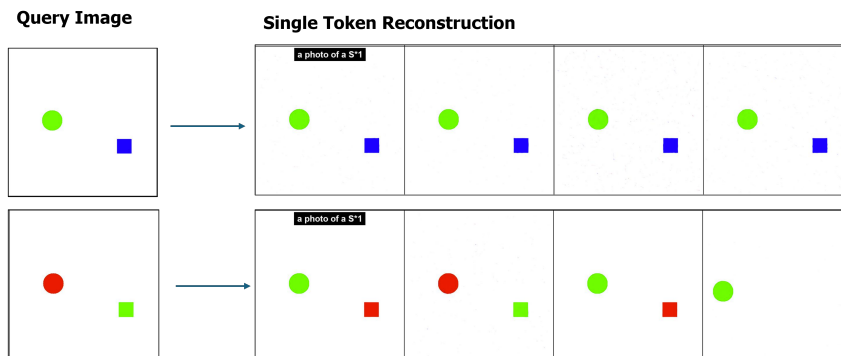 Query Image
Single Token Reconstruction
a photo of a S*1
a photo of a S*1